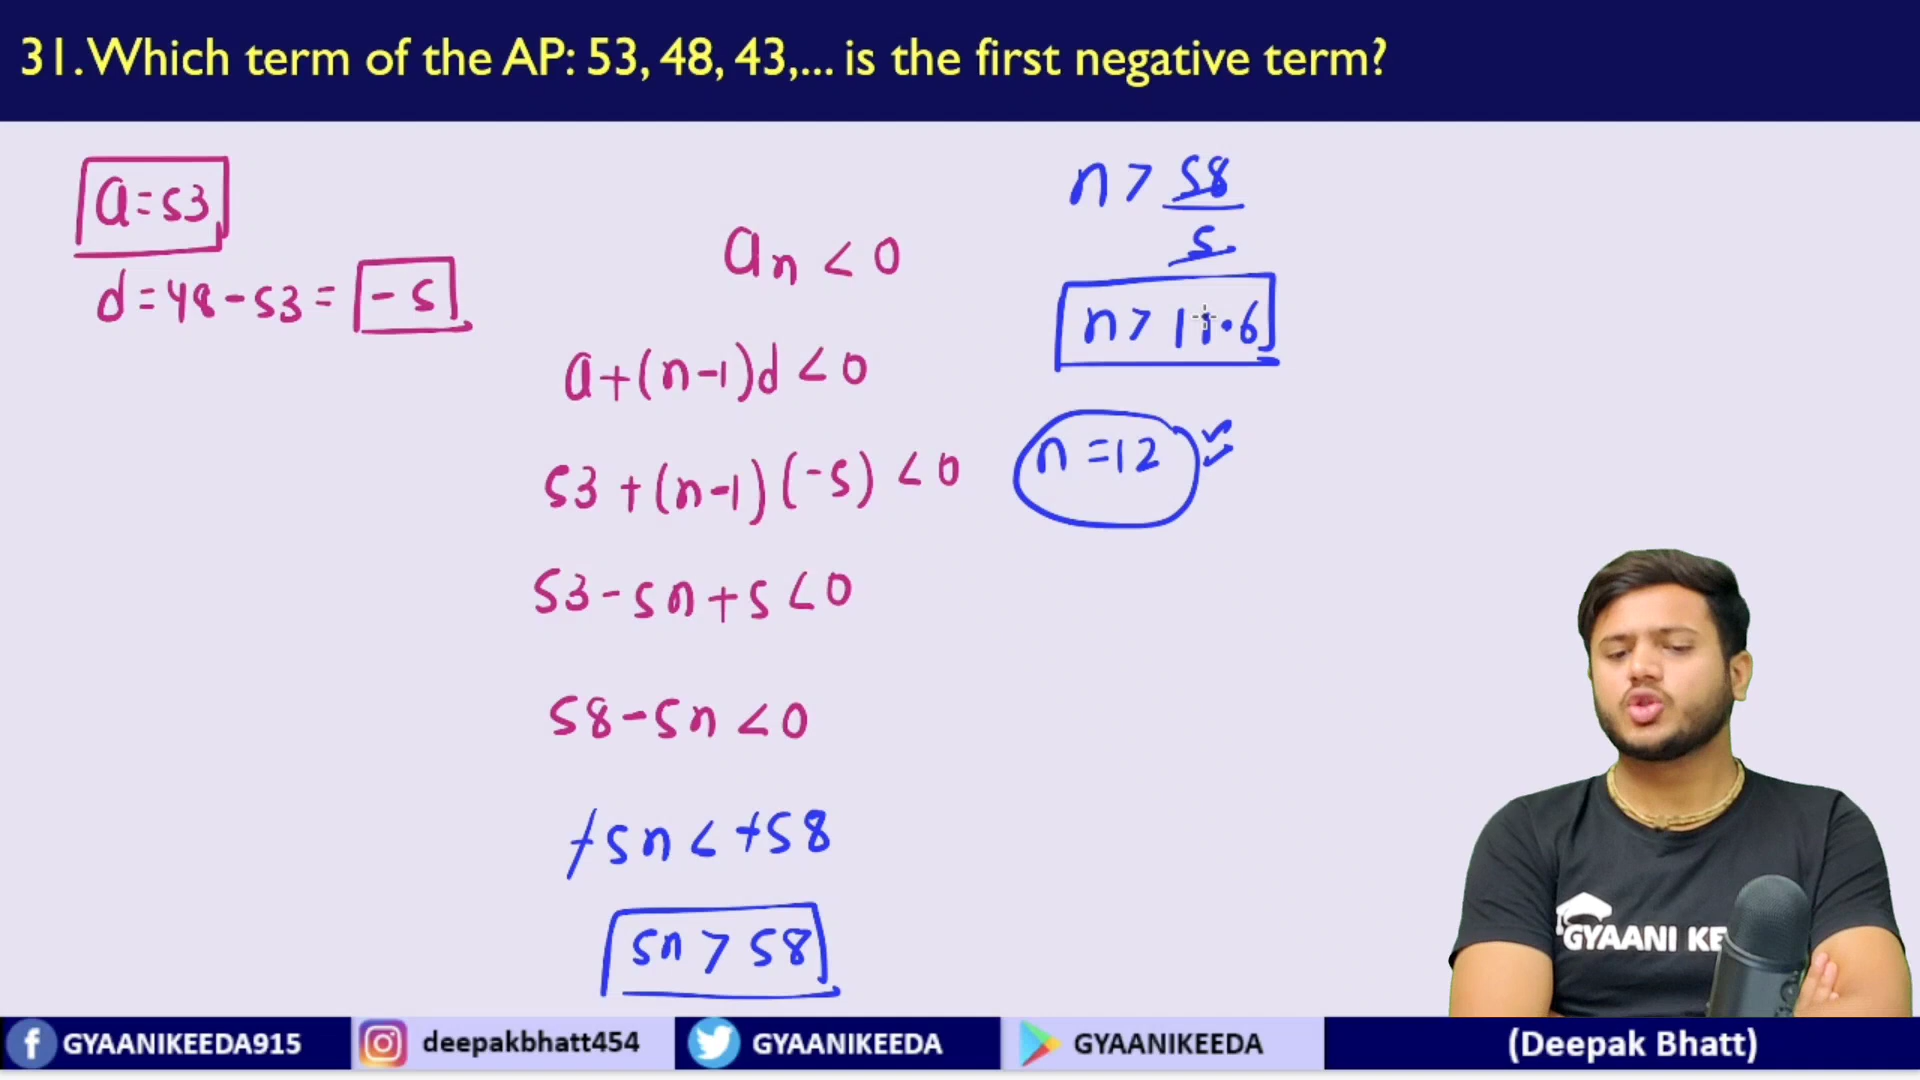 31. Which term of the AP: 53, 48, 43,... is the first negative term?
a = 53
d = 48 - 53 = - 5
an < 0
a + (n-1)d < 0
53 + (n-1) (-5) < 0
53 - 5n + 5 < 0
58 - 5n < 0
+5n < +58
5n > 58
n > 58/5
n > 11.6
n = 12
GYAANI KE
GYAANIKEEDA915
deepakbhatt454
GYAANIKEEDA
GYAANIKEEDA
(Deepak Bhatt)